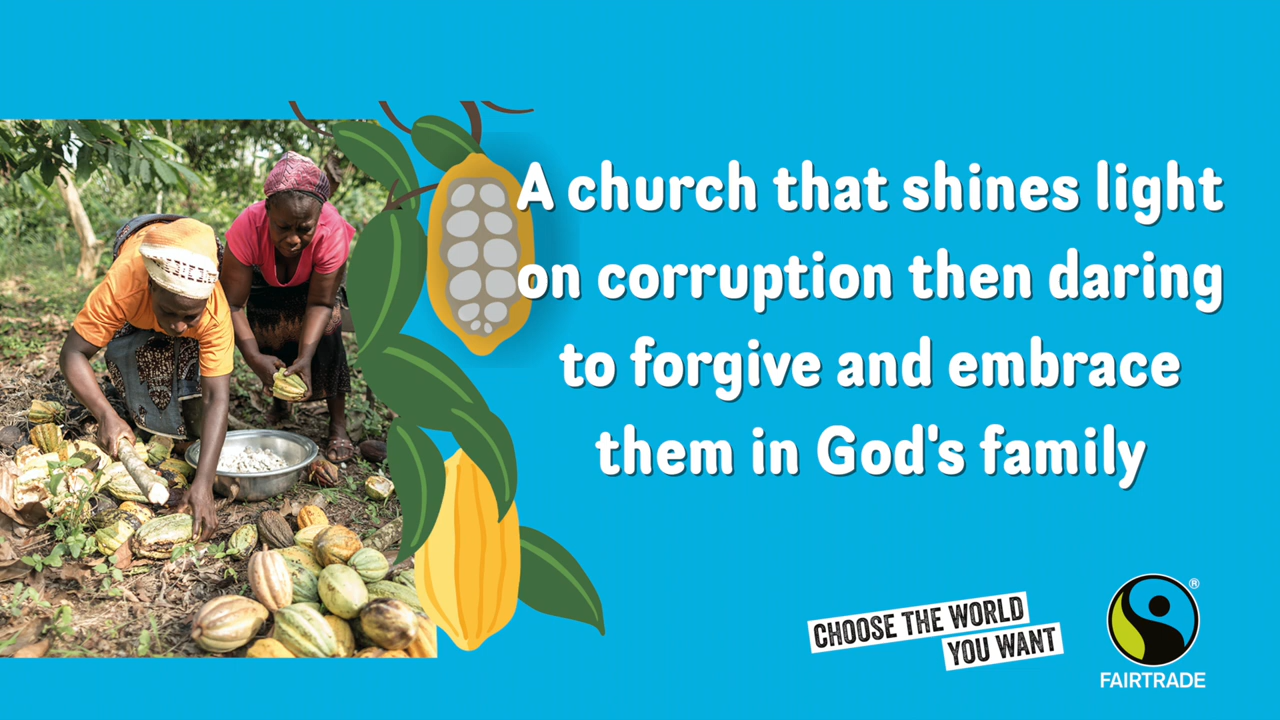 A church that shines light
on corruption then daring
to forgive and embrace
them in God's family
CHOOSE THE WORLD
YOU WANT
®
FAIRTRADE